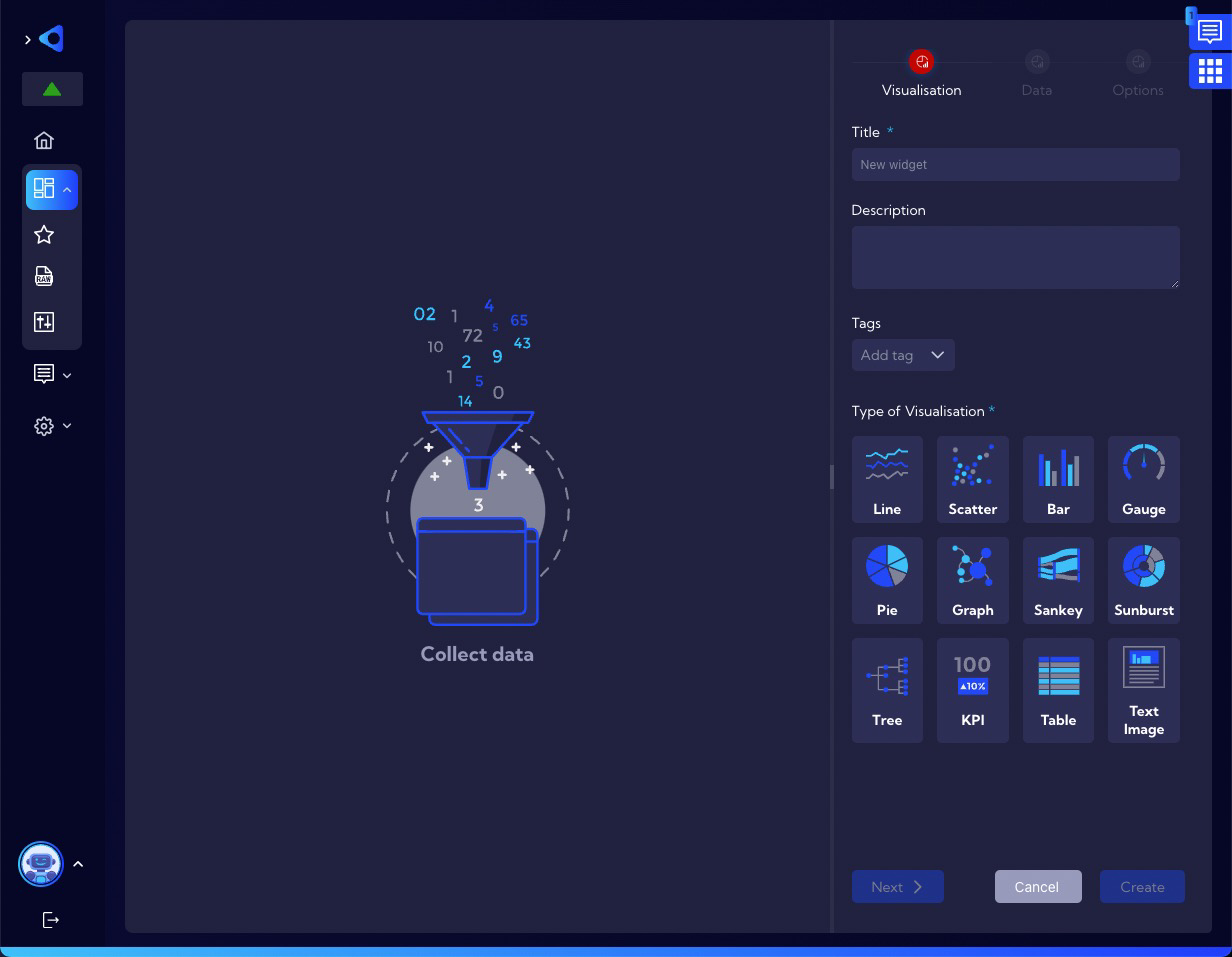 1
Visualisation
Data
Options
Title *
New widget
Description
Tags
Add tag
Type of Visualisation *
Line
Scatter
Bar
Gauge
Pie
Graph
Sankey
Sunburst
100
▲10%
Tree
KPI
Table
Text
Image
Next
Cancel
Create
RAW
02
1
4
65
5
72
10
43
9
2
1
5
0
14
3
Collect data